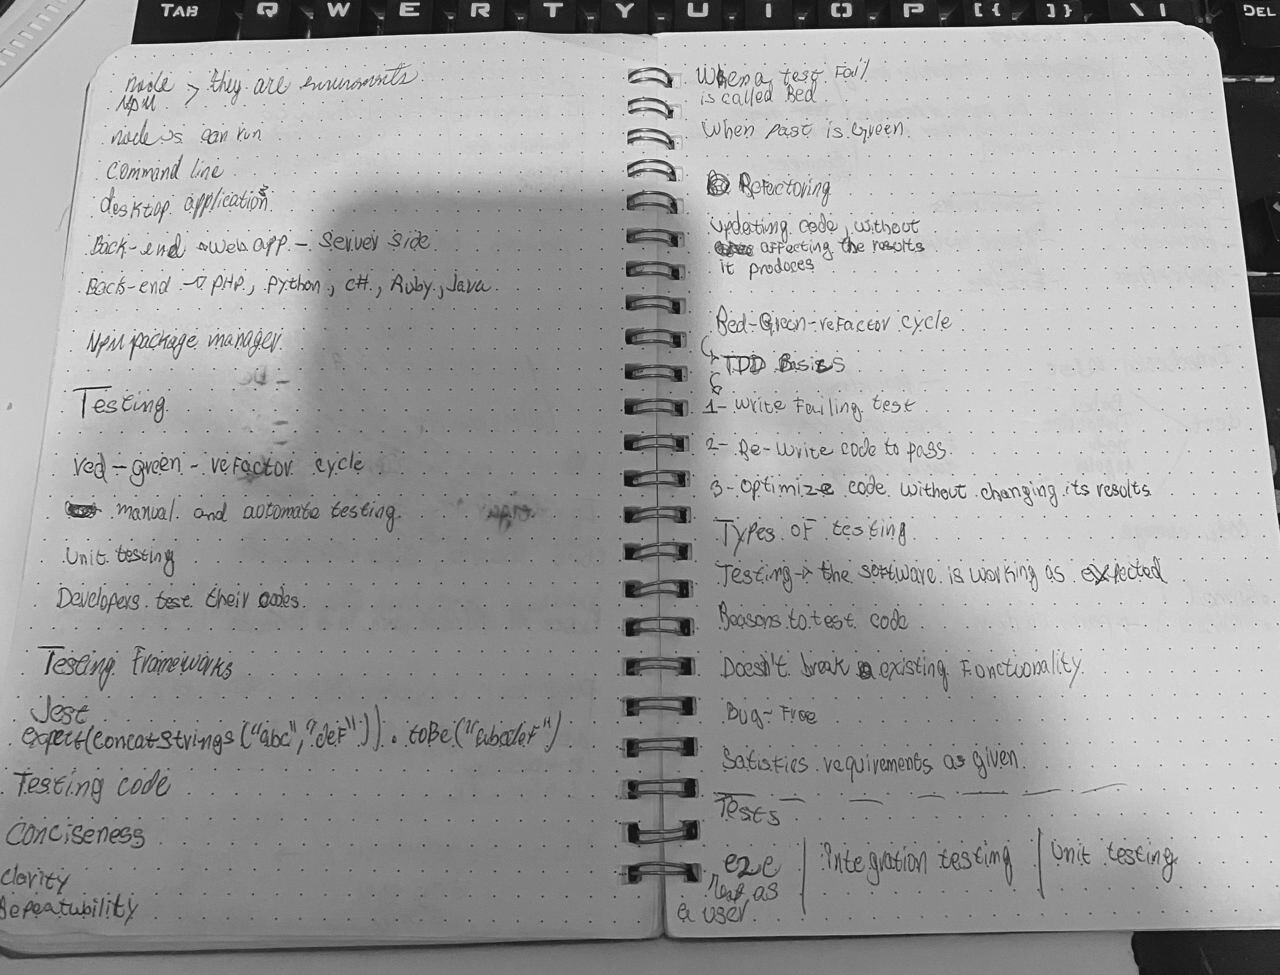 TAB Q W E R T Y U I O P [{ ]} \| DEL
node
NPM > they are environments
node JS can run
command line
desktop applications
Back-end web app - server side
Back-end -> PHP, Python, C#, Ruby, Java
NPM package manager
Testing
red-green-refactor cycle
manual and automate testing
Unit testing
Developers test their codes
Testing Frameworks
Jest
expect(concatStrings("abc","def")).toBe("abcdef")
Testing code
Conciseness
Clarity
Repeatability
When a test Fail
is called Red
When past is green
Refectoring
Updating code, without
affecting the results
it produces
Red-Green-refactor cycle
TDD Basics
1- Write Failing test
2- Re-Write code to pass
3- Optimize code without changing its results
Types of testing
Testing -> the software is working as expected
Reasons to test code
Doesn't break existing Functionality
Bug-Free
Satisfies requirements as given
Tests
e2e | Integration testing | Unit testing
as
a user